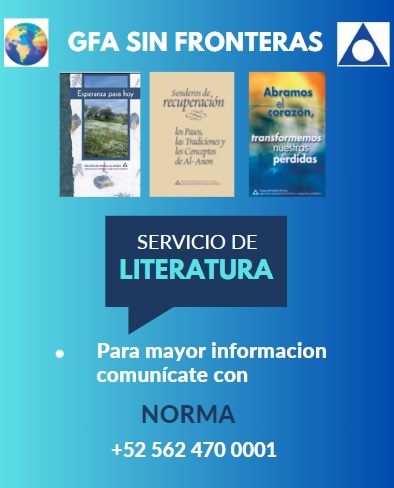 GFA SIN FRONTERAS
Esperanza para hoy
Senderos de
recuperación
los Pasos,
las Tradiciones y
los Conceptos
de Al-Anon
Abramos
el
corazón,
transformemos
nuestras
pérdidas
SERVICIO DE
LITERATURA
Para mayor informacion
comunícate con
NORMA
+52 562 470 0001